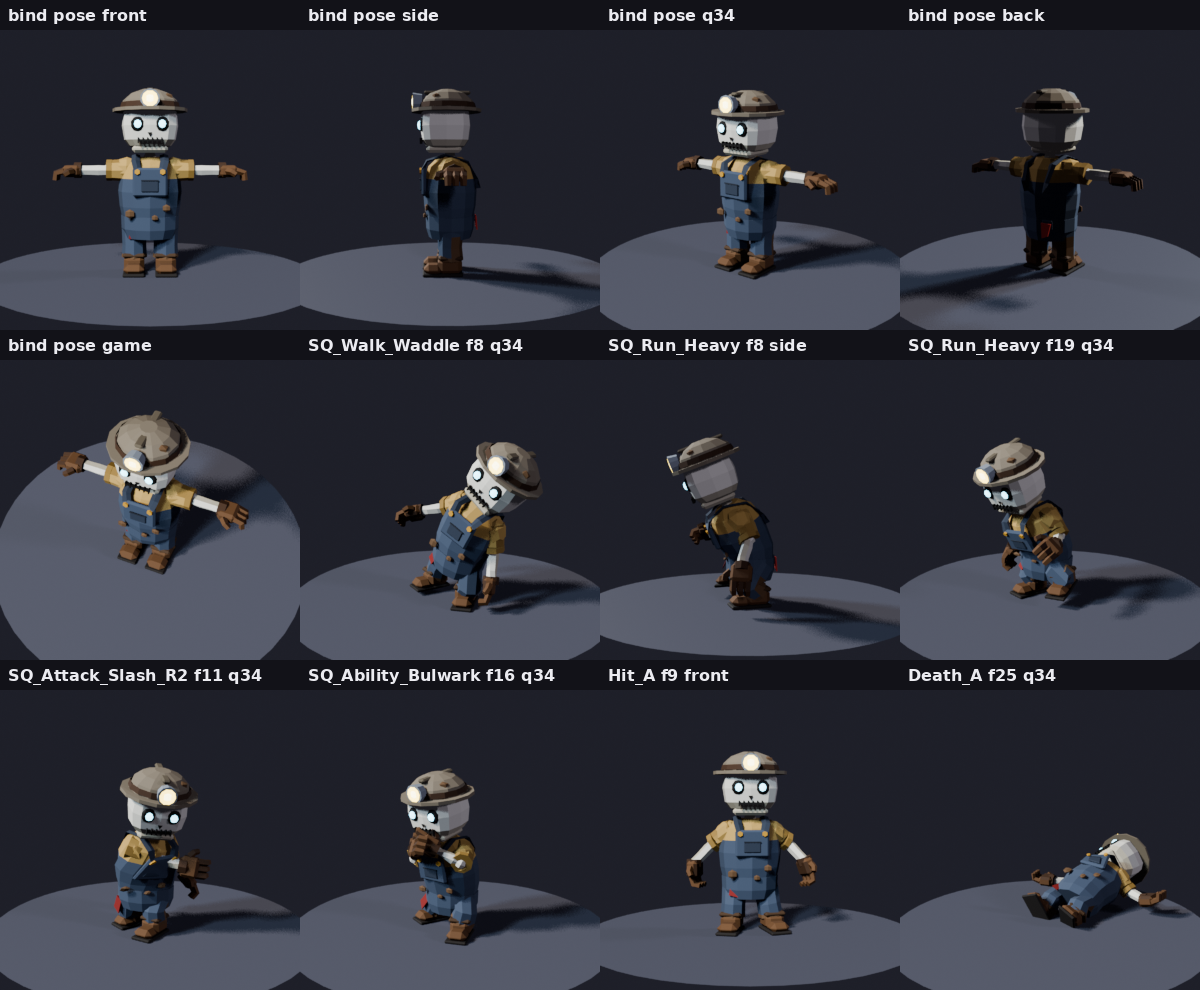 bind pose front
bind pose side
bind pose q34
bind pose back
bind pose game
SQ_Walk_Waddle f8 q34
SQ_Run_Heavy f8 side
SQ_Run_Heavy f19 q34
SQ_Attack_Slash_R2 f11 q34
SQ_Ability_Bulwark f16 q34
Hit_A f9 front
Death_A f25 q34